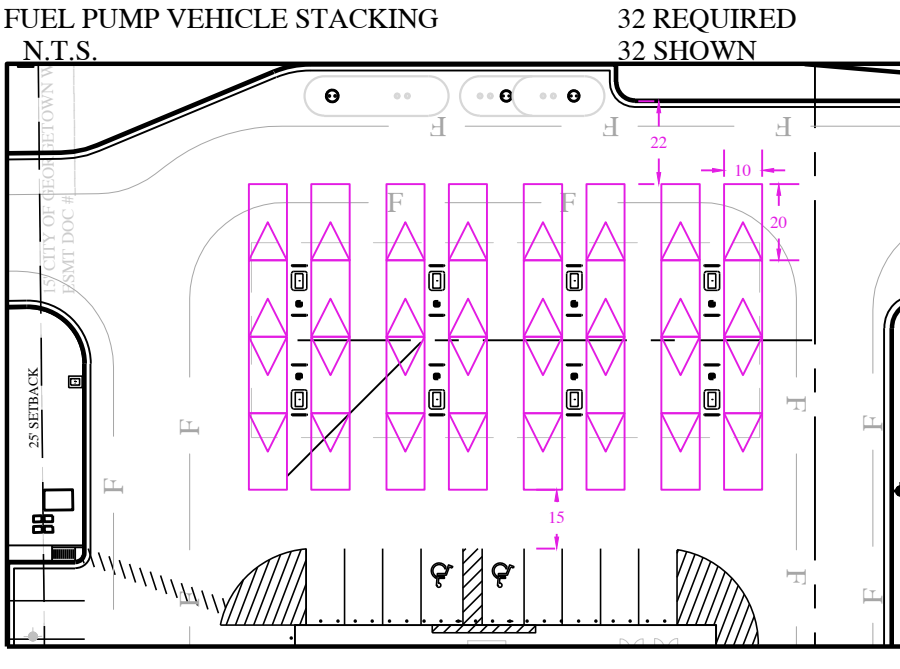 FUEL PUMP VEHICLE STACKING
N.T.S.
32 REQUIRED
32 SHOWN
15' CITY OF GEORGETOWN W
ESMT DOC #
25' SETBACK
F
F
F
F
F
22
10
20
F
F
F
F
15
F
F
F